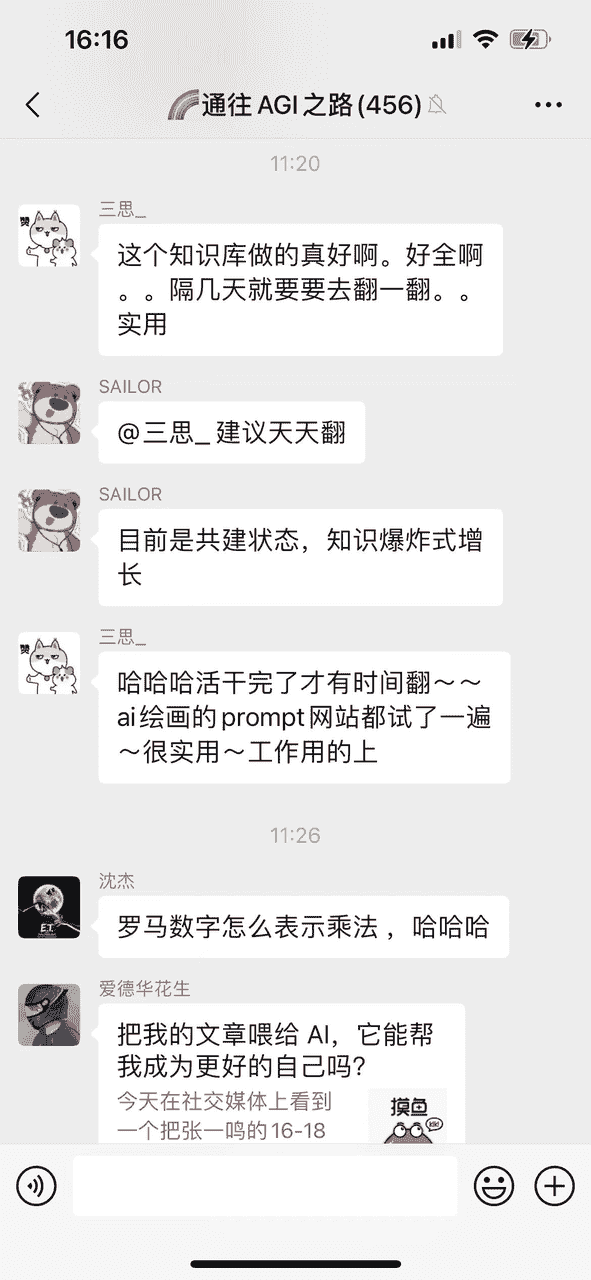 16:16
通往 AGI 之路 (456)
11:20
三思_
赞
这个知识库做的真好啊。好全啊
。。隔几天就要要去翻一翻。。
实用
SAILOR
@三思_ 建议天天翻
SAILOR
目前是共建状态，知识爆炸式增
长
三思_
赞
哈哈哈活干完了才有时间翻～～
ai绘画的prompt网站都试了一遍
～很实用～工作用的上
11:26
沈杰
E.T.
罗马数字怎么表示乘法 ，哈哈哈
爱德华花生
把我的文章喂给 AI，它能帮
我成为更好的自己吗？
今天在社交媒体上看到
一个把张一鸣的16-18
摸鱼